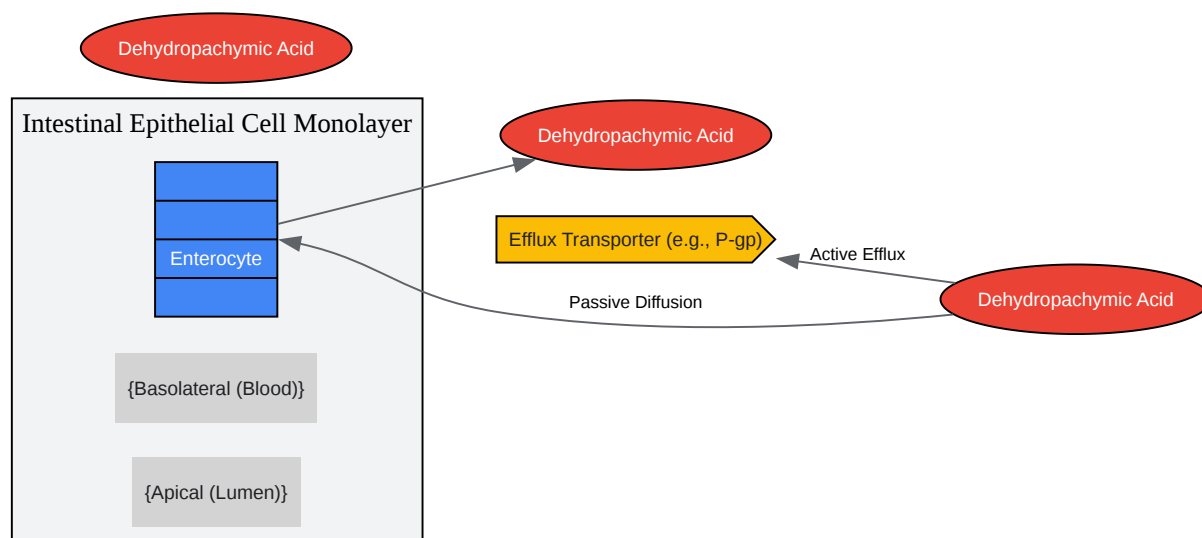 Dehydropachymic Acid
Intestinal Epithelial Cell Monolayer
Dehydropachymic Acid
Efflux Transporter (e.g., P-gp)
Enterocyte
Active Efflux
Dehydropachymic Acid
Passive Diffusion
{Basolateral (Blood)}
{Apical (Lumen)}